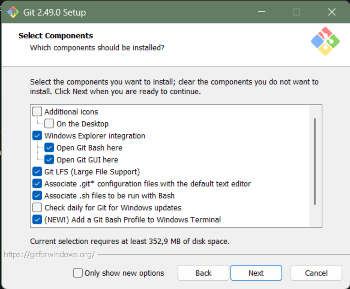 Git 2.49.0 Setup
Select Components
Which components should be installed?
Select the components you want to install; clear the components you do not want to
install. Click Next when you are ready to continue.
Additional icons
On the Desktop
Windows Explorer integration
Open Git Bash here
Open Git GUI here
Git LFS (Large File Support)
Associate .git* configuration files with the default text editor
Associate .sh files to be run with Bash
Check daily for Git for Windows updates
(NEW!) Add a Git Bash Profile to Windows Terminal
Current selection requires at least 352,9 MB of disk space.
https://gitforwindows.org/
Only show new options
Back
Next
Cancel